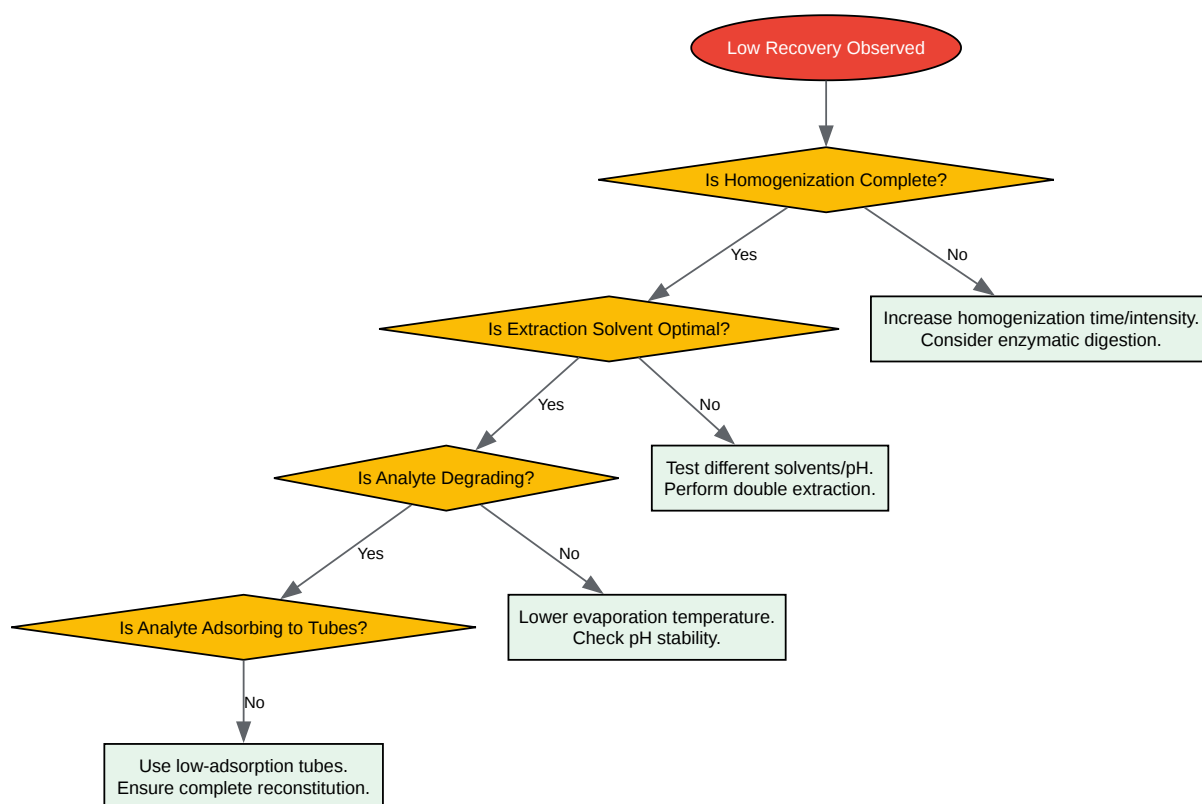 Low Recovery Observed
Is Homogenization Complete?
Yes
No
Is Extraction Solvent Optimal?
Increase homogenization time/intensity.
Consider enzymatic digestion.
Yes
No
Is Analyte Degrading?
Test different solvents/pH.
Perform double extraction.
Yes
No
Is Analyte Adsorbing to Tubes?
Lower evaporation temperature.
Check pH stability.
No
Use low-adsorption tubes.
Ensure complete reconstitution.